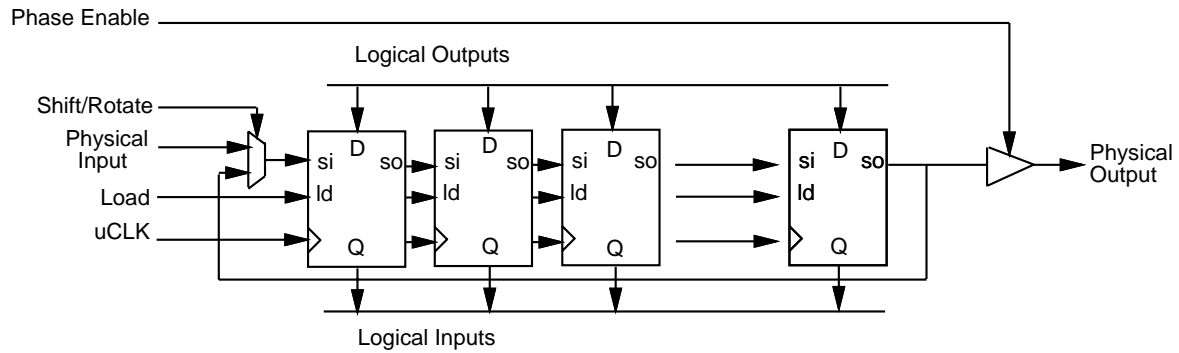 Phase Enable
Logical Outputs
Shift/Rotate
Physical
Input
Load
uCLK
si
D
so
ld
Q
si
D
so
ld
Q
si
D
so
ld
Q
si
D
so
ld
Q
Physical
Output
Logical Inputs